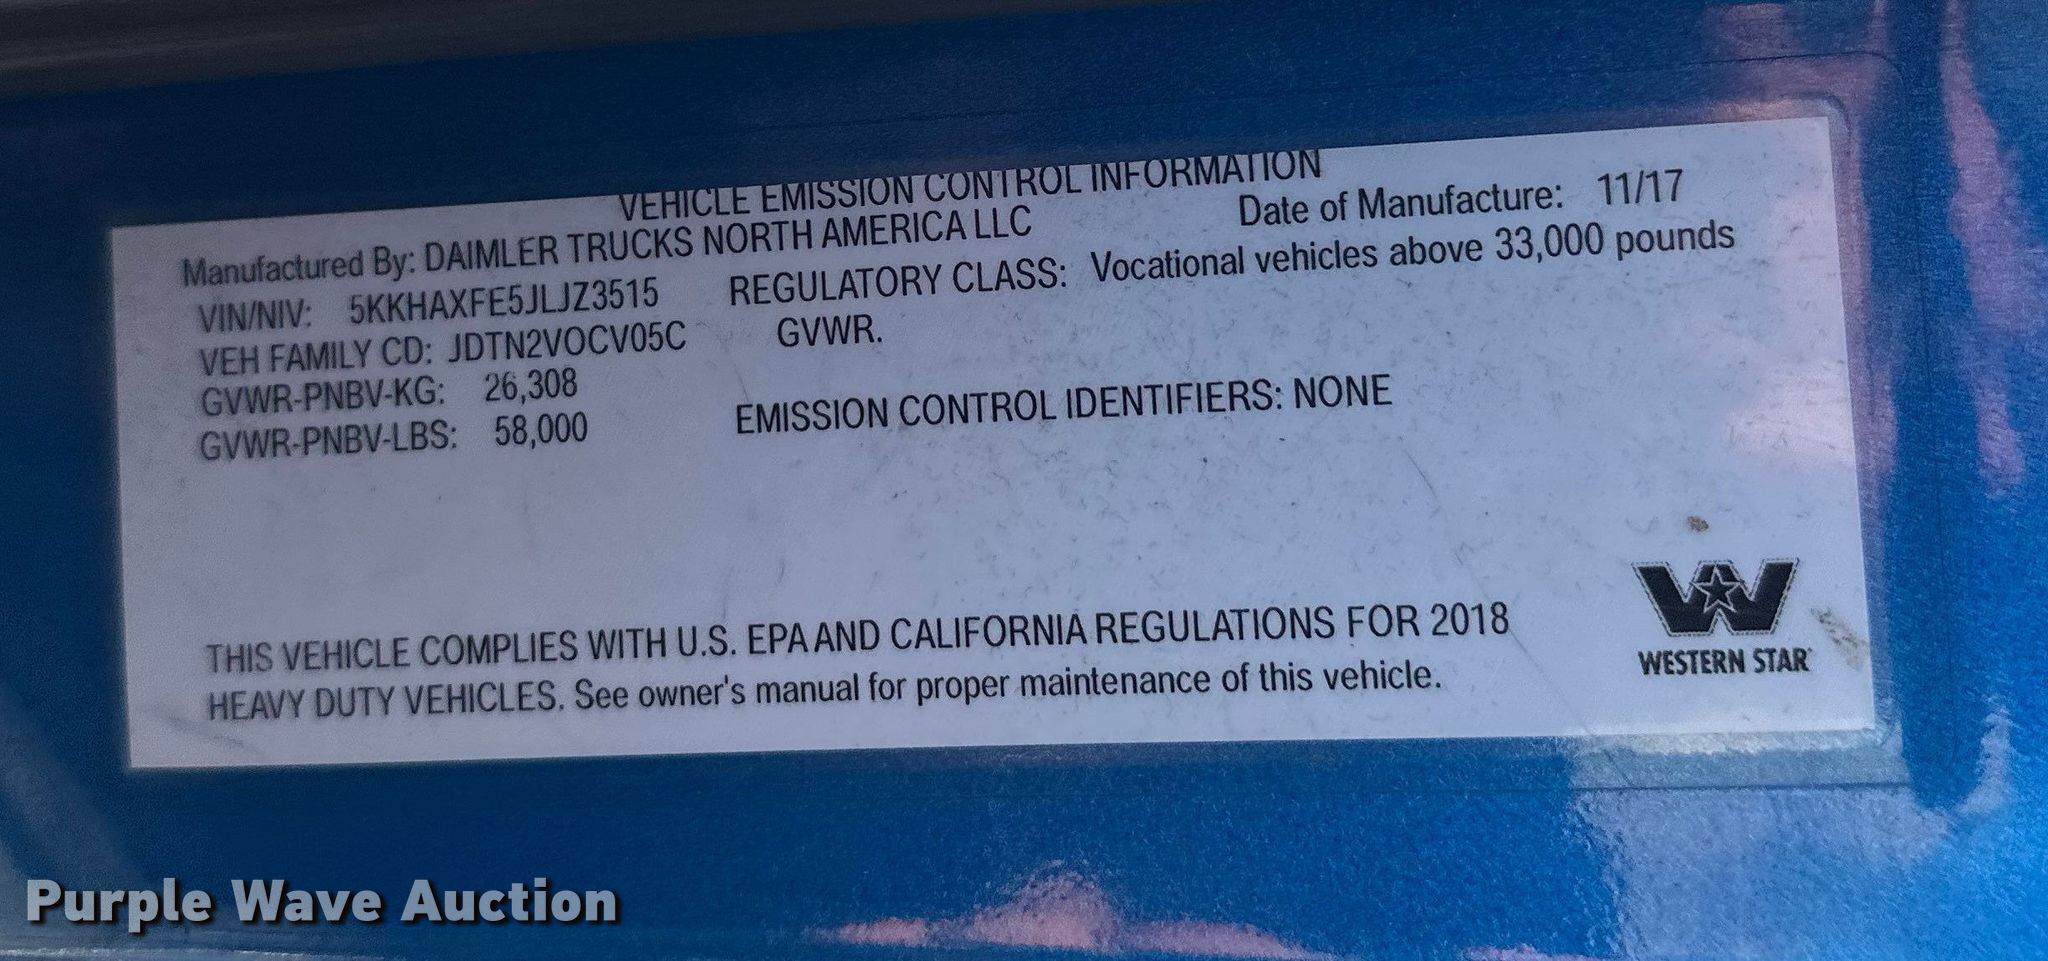 VEHICLE EMISSION CONTROL INFORMATION
Manufactured By: DAIMLER TRUCKS NORTH AMERICA LLC Date of Manufacture: 11/17
VIN/NIV: 5KKHAXFE5JLJZ3515 REGULATORY CLASS: Vocational vehicles above 33,000 pounds
VEH FAMILY CD: JDTN2VOCV05C GVWR.
GVWR-PNBV-KG: 26,308
GVWR-PNBV-LBS: 58,000 EMISSION CONTROL IDENTIFIERS: NONE
THIS VEHICLE COMPLIES WITH U.S. EPA AND CALIFORNIA REGULATIONS FOR 2018
HEAVY DUTY VEHICLES. See owner's manual for proper maintenance of this vehicle.
WESTERN STAR
Purple Wave Auction